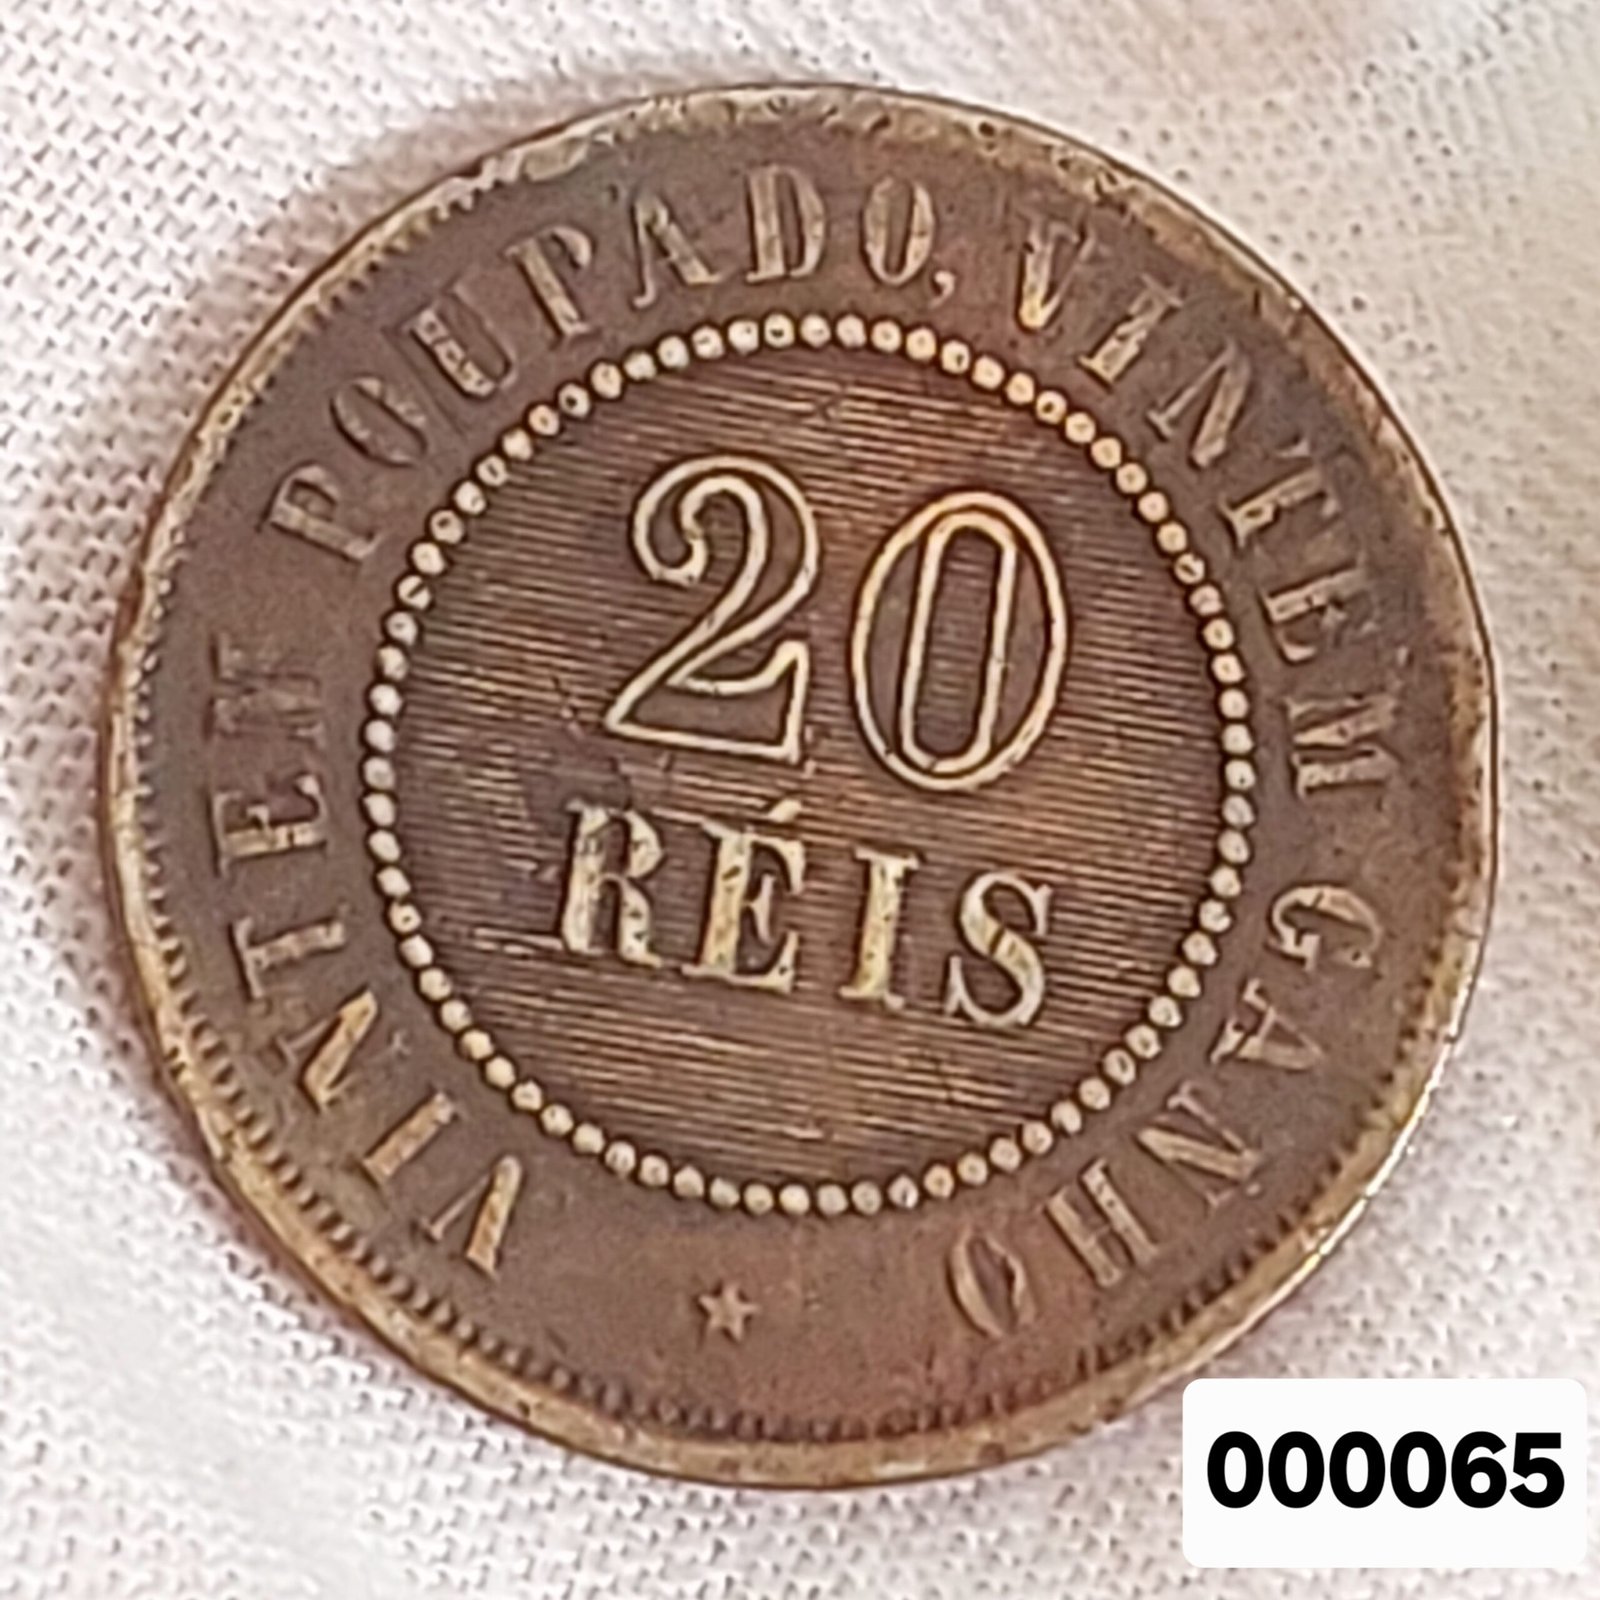 VINTEM POUPADO, VINTEM GANHO
20
RÉIS
000065